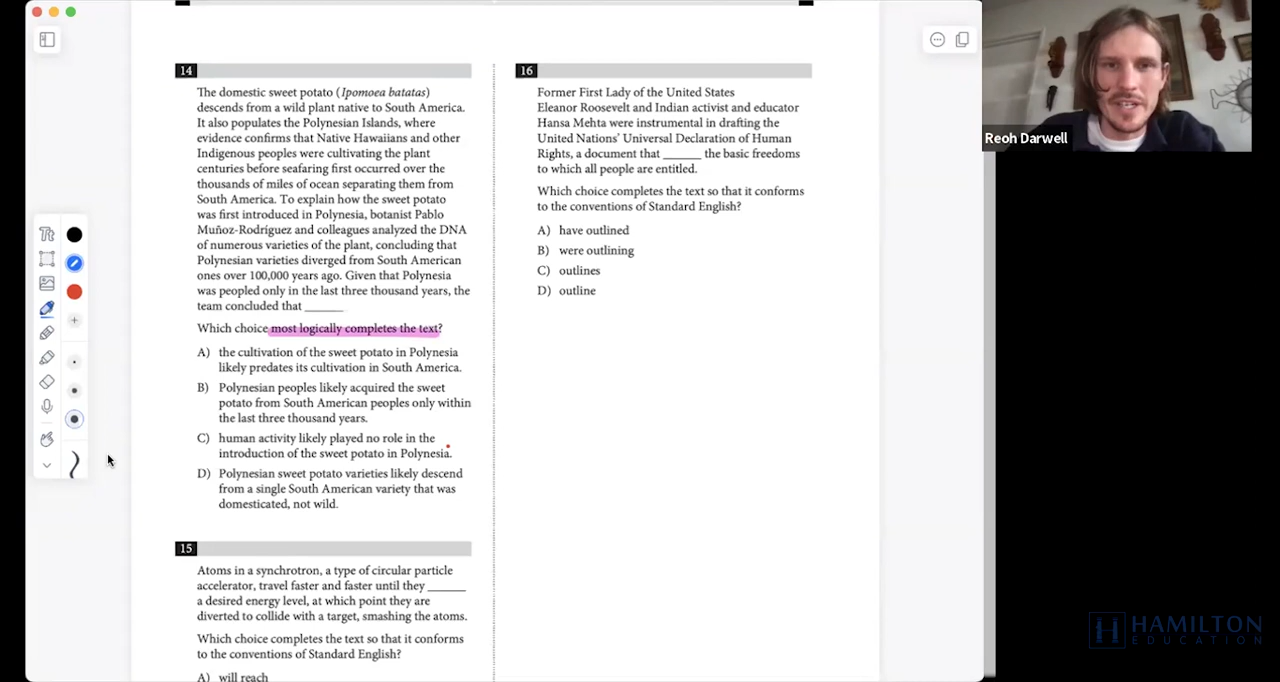 14
The domestic sweet potato (Ipomoea batatas)
descends from a wild plant native to South America.
It also populates the Polynesian Islands, where
evidence confirms that Native Hawaiians and other
Indigenous peoples were cultivating the plant
centuries before seafaring first occurred over the
thousands of miles of ocean separating them from
South America. To explain how the sweet potato
was first introduced in Polynesia, botanist Pablo
Muñoz-Rodríguez and colleagues analyzed the DNA
of numerous varieties of the plant, concluding that
Polynesian varieties diverged from South American
ones over 100,000 years ago. Given that Polynesia
was peopled only in the last three thousand years, the
team concluded that ______
Which choice most logically completes the text?
A) the cultivation of the sweet potato in Polynesia
likely predates its cultivation in South America.
B) Polynesian peoples likely acquired the sweet
potato from South American peoples only within
the last three thousand years.
C) human activity likely played no role in the
introduction of the sweet potato in Polynesia.
D) Polynesian sweet potato varieties likely descend
from a single South American variety that was
domesticated, not wild.
15
Atoms in a synchrotron, a type of circular particle
accelerator, travel faster and faster until they ______
a desired energy level, at which point they are
diverted to collide with a target, smashing the atoms.
Which choice completes the text so that it conforms
to the conventions of Standard English?
A) will reach
16
Former First Lady of the United States
Eleanor Roosevelt and Indian activist and educator
Hansa Mehta were instrumental in drafting the
United Nations' Universal Declaration of Human
Rights, a document that ______ the basic freedoms
to which all people are entitled.
Which choice completes the text so that it conforms
to the conventions of Standard English?
A) have outlined
B) were outlining
C) outlines
D) outline
Reoh Darwell
Tt
HAMILTON
EDUCATION